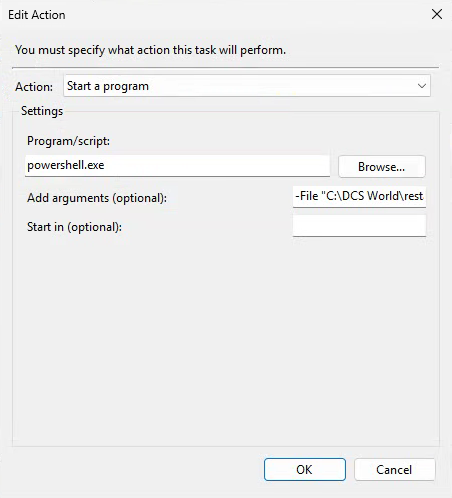 Edit Action
You must specify what action this task will perform.
Action: Start a program
Settings
Program/script:
powershell.exe
Browse...
Add arguments (optional): -File "C:\DCS World\rest
Start in (optional):
OK Cancel